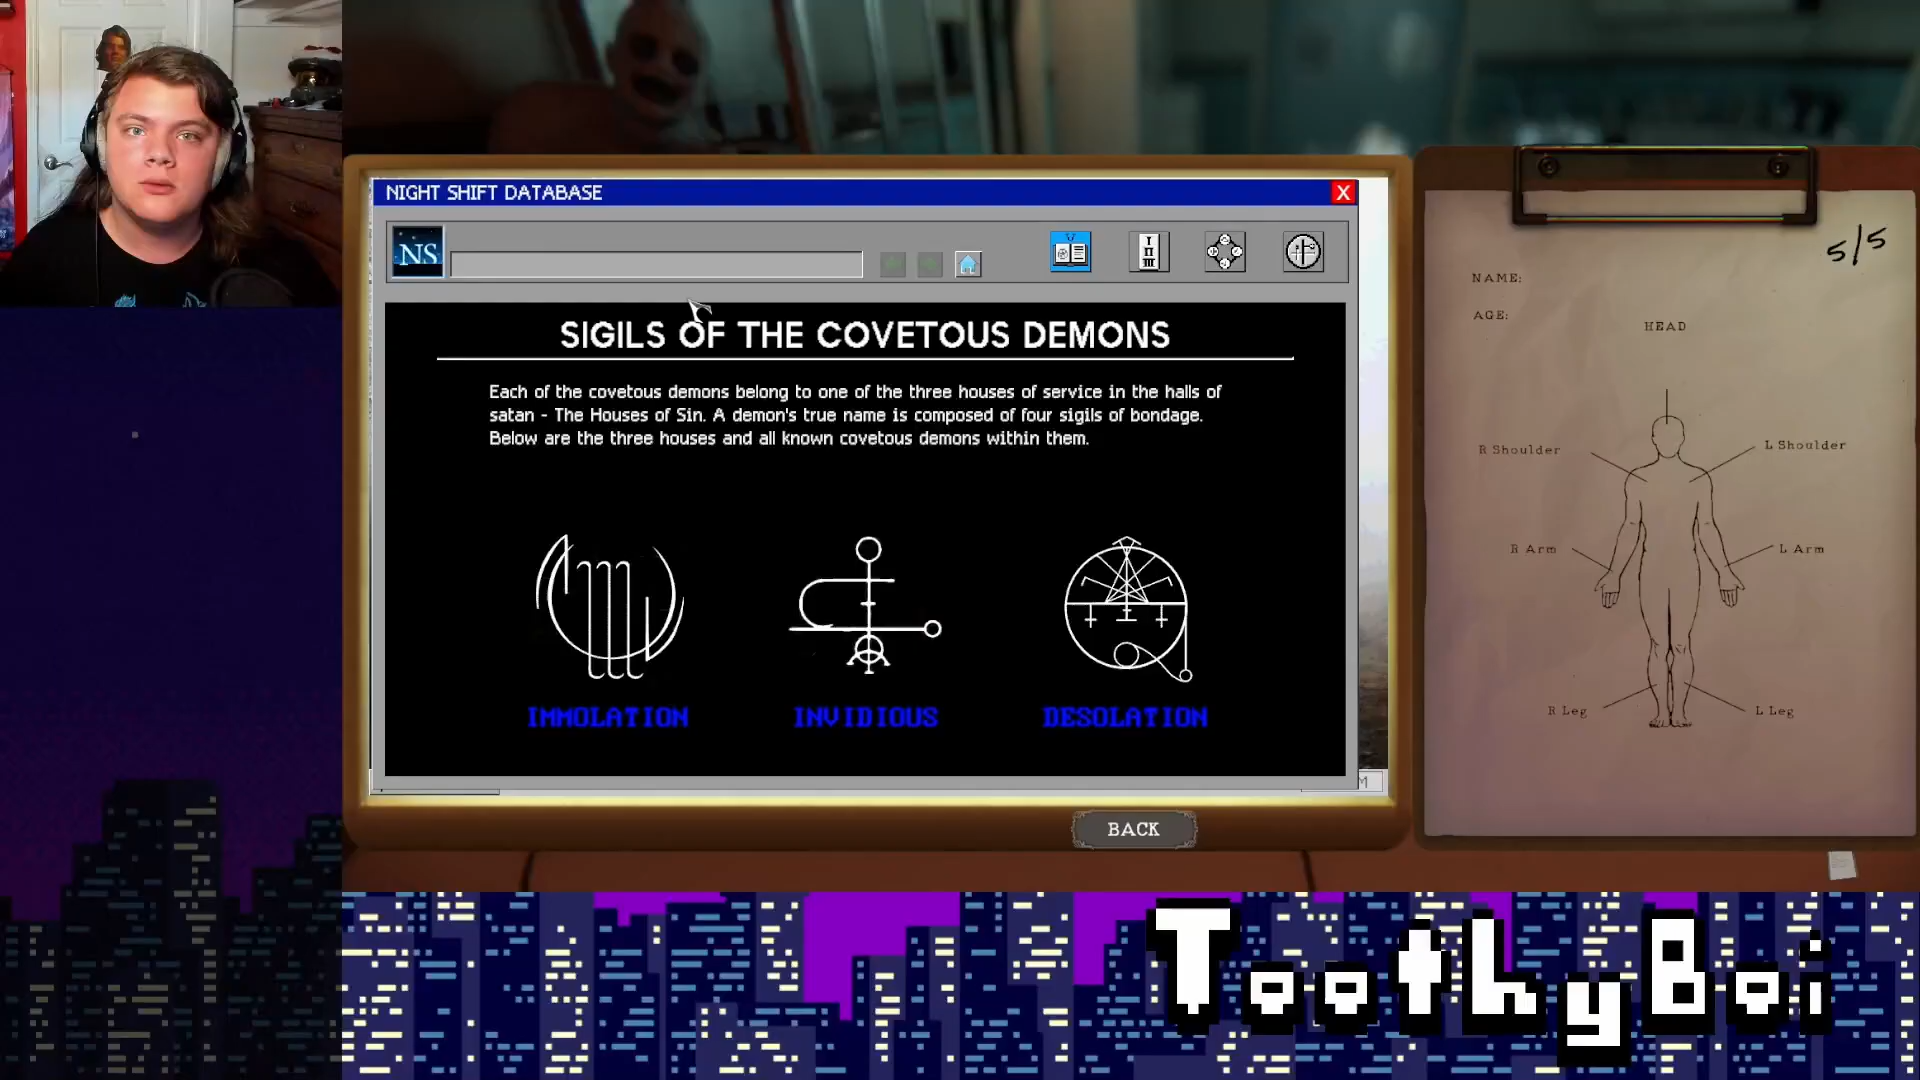 NIGHT SHIFT DATABASE
X
NS
I
II
III
SIGILS OF THE COVETOUS DEMONS
Each of the covetous demons belong to one of the three houses of service in the halls of
satan - The Houses of Sin. A demon's true name is composed of four sigils of bondage.
Below are the three houses and all known covetous demons within them.
IMMOLATION INVIDIOUS DESOLATION
BACK
5/5
NAME:
AGE:
HEAD
R Shoulder L Shoulder
R Arm L Arm
R Leg L Leg
ToothyBoi